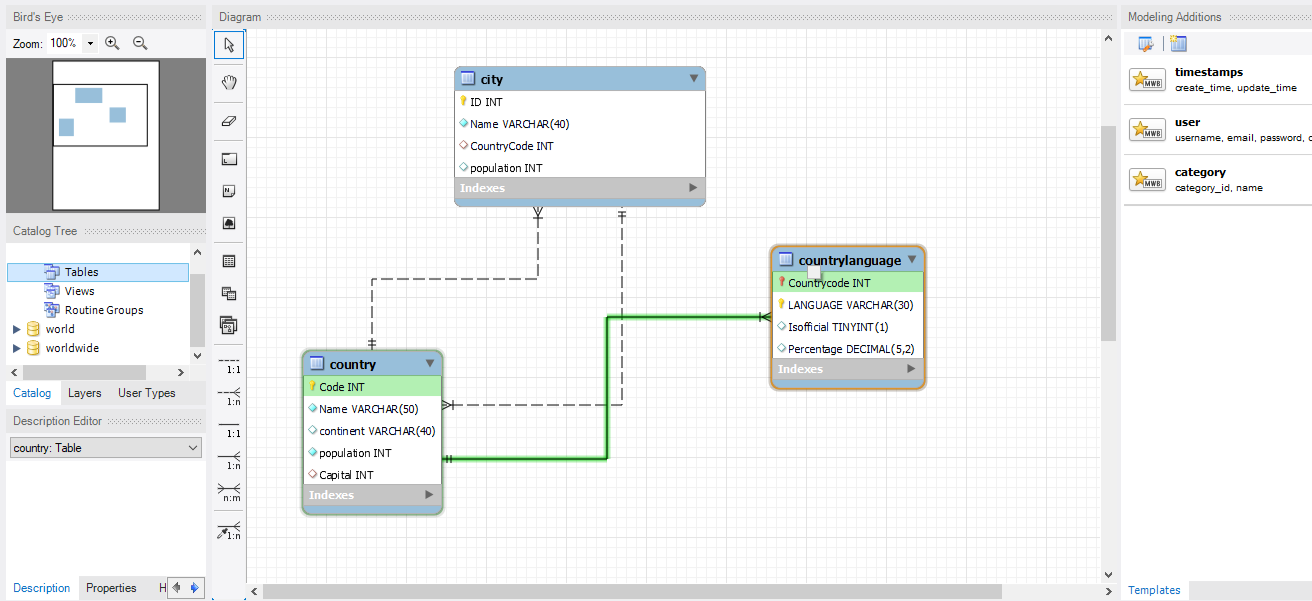 Bird's Eye
Zoom: 100%
Catalog Tree
Tables
Views
Routine Groups
world
worldwide
Catalog Layers User Types
Description Editor
country: Table
Description Properties H
Diagram
1:1
1:n
1:1
1:n
n:m
1:n
city
ID INT
Name VARCHAR(40)
CountryCode INT
population INT
Indexes
country
Code INT
Name VARCHAR(50)
continent VARCHAR(40)
population INT
Capital INT
Indexes
countrylanguage
Countrycode INT
LANGUAGE VARCHAR(30)
Isofficial TINYINT(1)
Percentage DECIMAL(5,2)
Indexes
Modeling Additions
MWB
timestamps
create_time, update_time
MWB
user
username, email, password, c
MWB
category
category_id, name
Templates